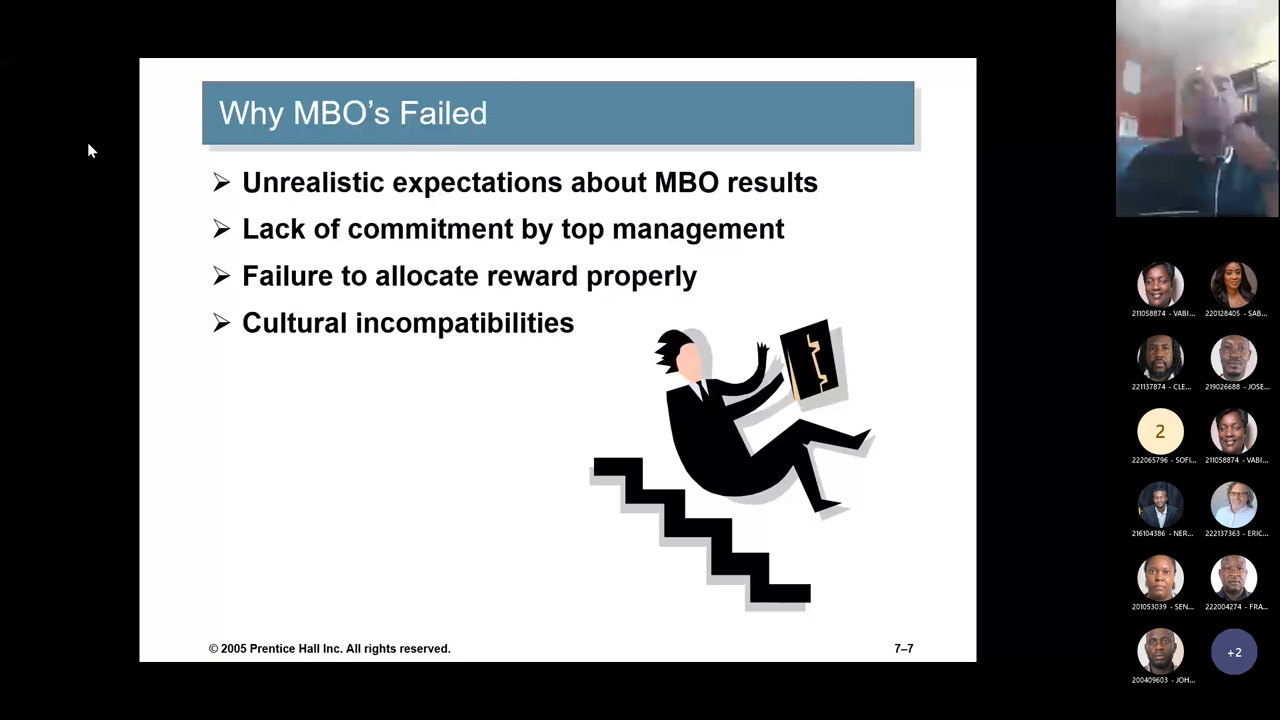 Why MBO’s Failed
Unrealistic expectations about MBO results
Lack of commitment by top management
Failure to allocate reward properly
Cultural incompatibilities
© 2005 Prentice Hall Inc. All rights reserved.
7–7
211058874 - VABI...
220128405 - SAB...
221137874 - CLE...
219026688 - JOSE...
2
222065796 - SOFI...
211058874 - VABI...
216104386 - NER...
222137363 - ERIC...
201053039 - SEN...
222004274 - FRA...
200409603 - JOH...
+2